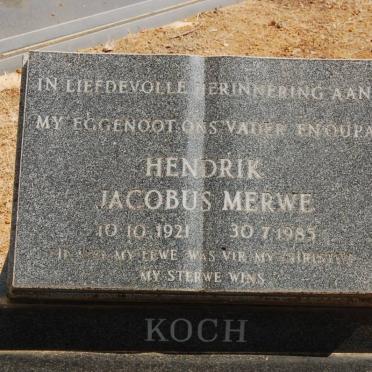 IN LIEFDEVOLLE HERINNERING AAN
MY EGGENOOT ONS VADER EN OUPA
HENDRIK
JACOBUS MERWE
10.10.1921 30.7.1985
MY LEWE WAS VIR MY
MY STERWE WINS
KOCH